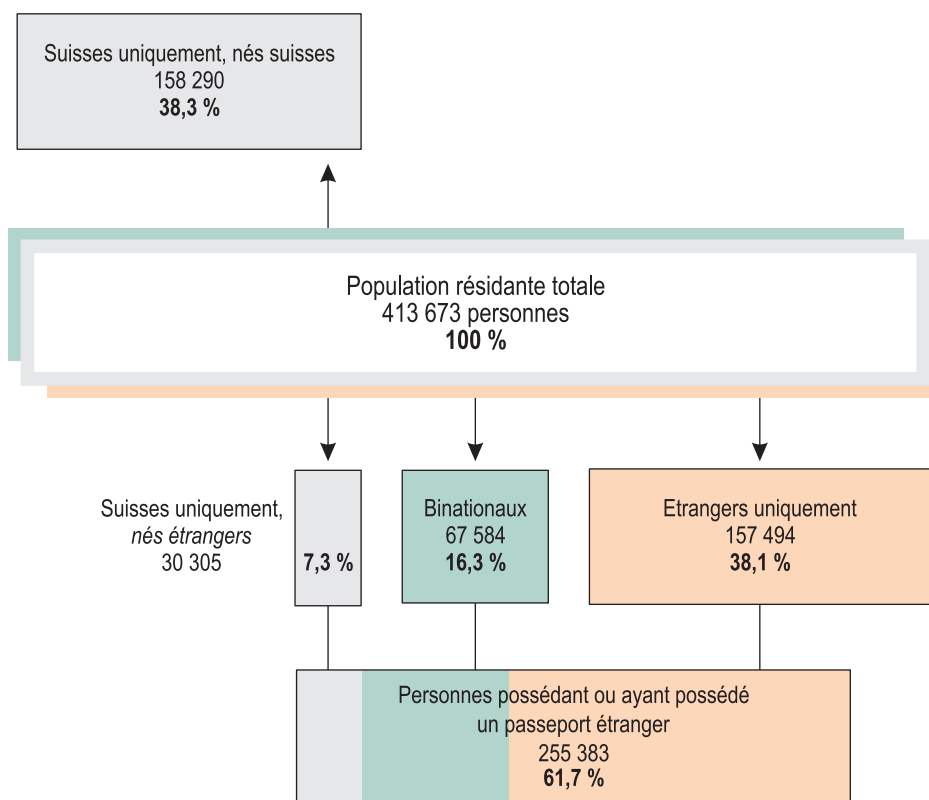 Suisses uniquement, nés suisses
158 290
38,3 %
Population résidante totale
413 673 personnes
100 %
Suisses uniquement,
nés étrangers
30 305
7,3 %
Binationaux
67 584
16,3 %
Etrangers uniquement
157 494
38,1 %
Personnes possédant ou ayant possédé
un passeport étranger
255 383
61,7 %